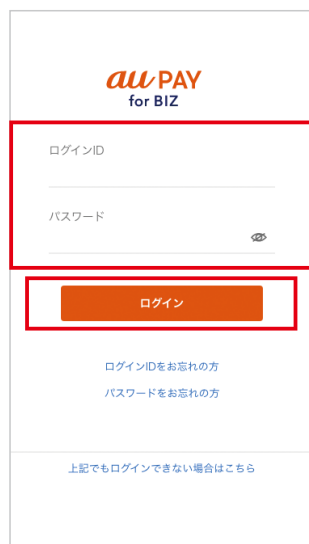 au PAY
for BIZ
ログインID
パスワード
ログイン
ログインIDをお忘れの方
パスワードをお忘れの方
上記でもログインできない場合はこちら